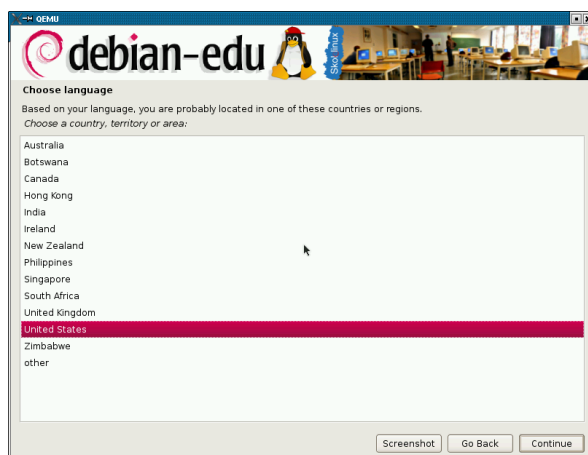 QEMU
debian-edu
Skolelinux
Choose language
Based on your language, you are probably located in one of these countries or regions.
Choose a country, territory or area:
Australia
Botswana
Canada
Hong Kong
India
Ireland
New Zealand
Philippines
Singapore
South Africa
United Kingdom
United States
Zimbabwe
other
Screenshot
Go Back
Continue